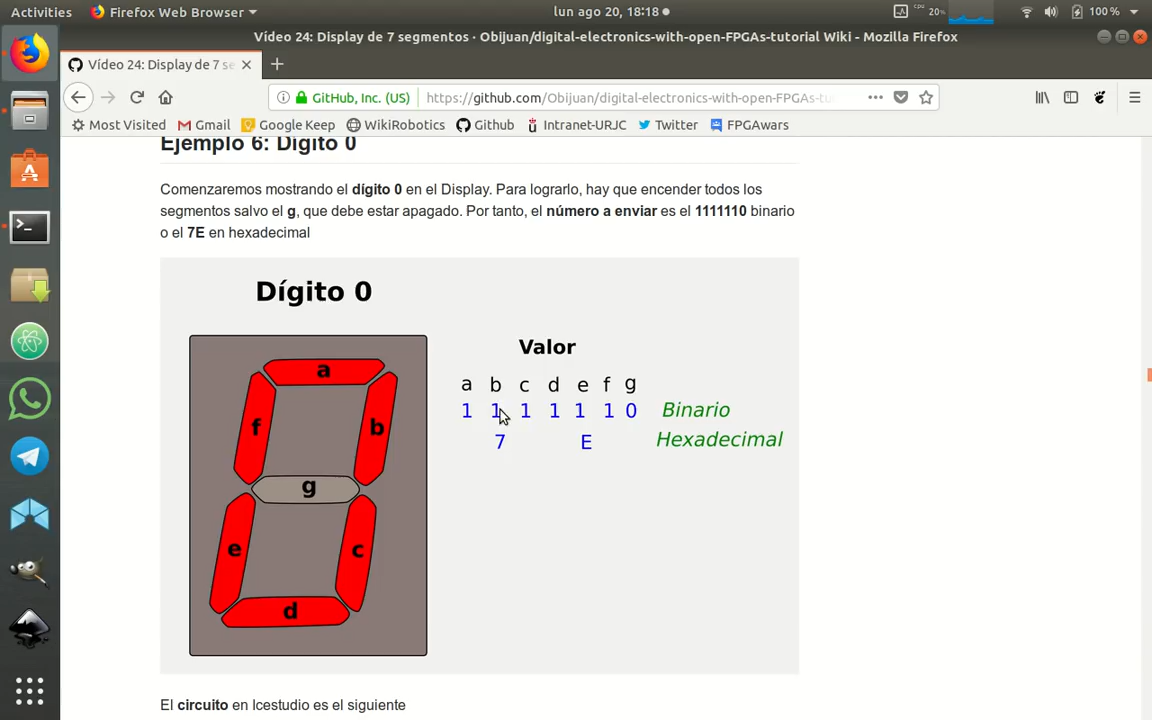 Activities
Firefox Web Browser
lun ago 20, 18:18
cpu 20%
100 %
Vídeo 24: Display de 7 segmentos · Obijuan/digital-electronics-with-open-FPGAs-tutorial Wiki - Mozilla Firefox
Vídeo 24: Display de 7 se
GitHub, Inc. (US)
https://github.com/Obijuan/digital-electronics-with-open-FPGAs-tu
Most Visited
Gmail
Google Keep
WikiRobotics
Github
Intranet-URJC
Twitter
FPGAwars
Ejemplo 6: Dígito 0
Comenzaremos mostrando el dígito 0 en el Display. Para lograrlo, hay que encender todos los
segmentos salvo el g, que debe estar apagado. Por tanto, el número a enviar es el 1111110 binario
o el 7E en hexadecimal
Dígito 0
a
f
b
g
e
c
d
Valor
a b c d e f g
1 1 1 1 1 1 0 Binario
7 E Hexadecimal
El circuito en Icestudio es el siguiente